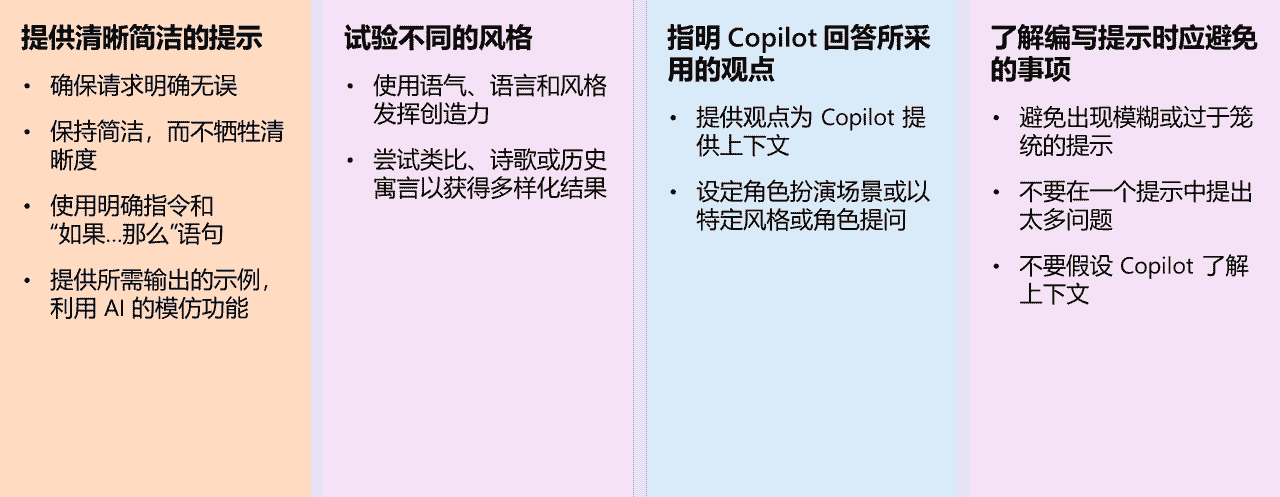 提供清晰简洁的提示
• 确保请求明确无误
• 保持简洁，而不牺牲清
晰度
• 使用明确指令和
“如果...那么”语句
• 提供所需输出的示例，
利用 AI 的模仿功能
试验不同的风格
• 使用语气、语言和风格
发挥创造力
• 尝试类比、诗歌或历史
寓言以获得多样化结果
指明 Copilot 回答所采
用的观点
• 提供观点为 Copilot 提
供上下文
• 设定角色扮演场景或以
特定风格或角色提问
了解编写提示时应避免
的事项
• 避免出现模糊或过于笼
统的提示
• 不要在一个提示中提出
太多问题
• 不要假设 Copilot 了解
上下文